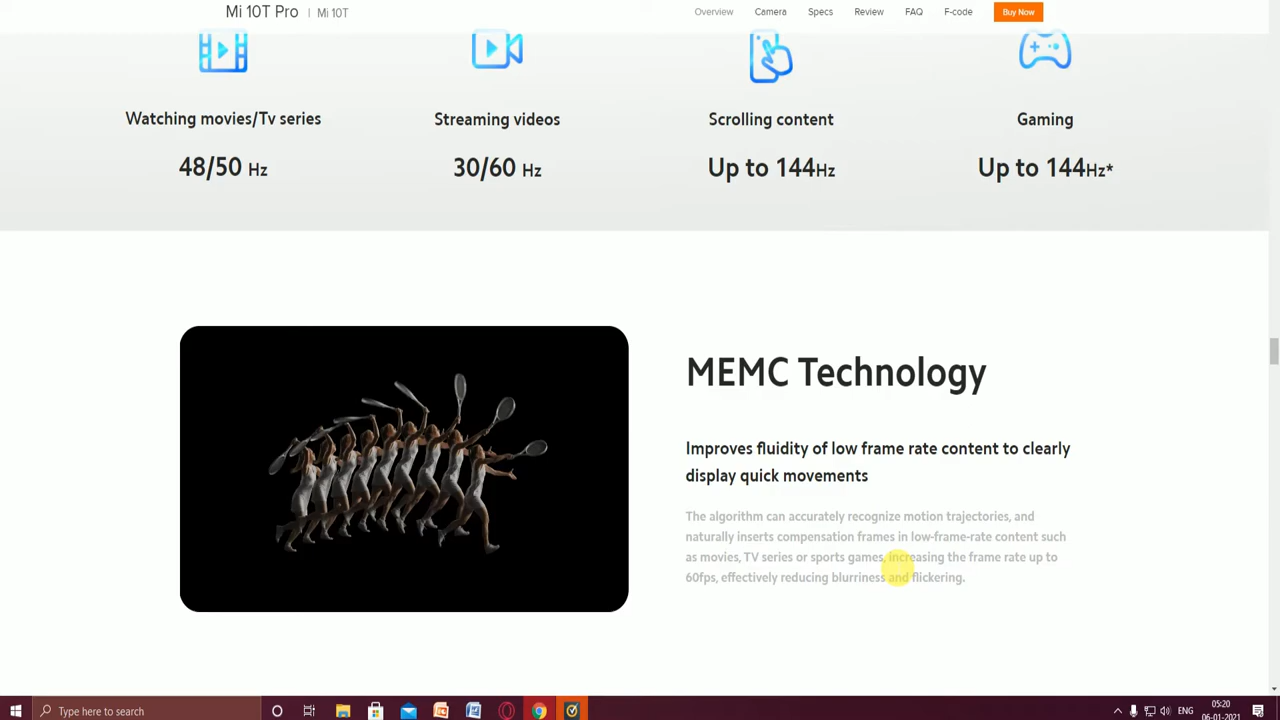 Mi 10T Pro | Mi 10T
Overview Camera Specs Review FAQ F-code Buy Now
Watching movies/Tv series Streaming videos Scrolling content Gaming
48/50 Hz 30/60 Hz Up to 144Hz Up to 144Hz*
MEMC Technology
Improves fluidity of low frame rate content to clearly
display quick movements
The algorithm can accurately recognize motion trajectories, and
naturally inserts compensation frames in low-frame-rate content such
as movies, TV series or sports games, increasing the frame rate up to
60fps, effectively reducing blurriness and flickering.
Type here to search
ENG
05:20
06-01-2021